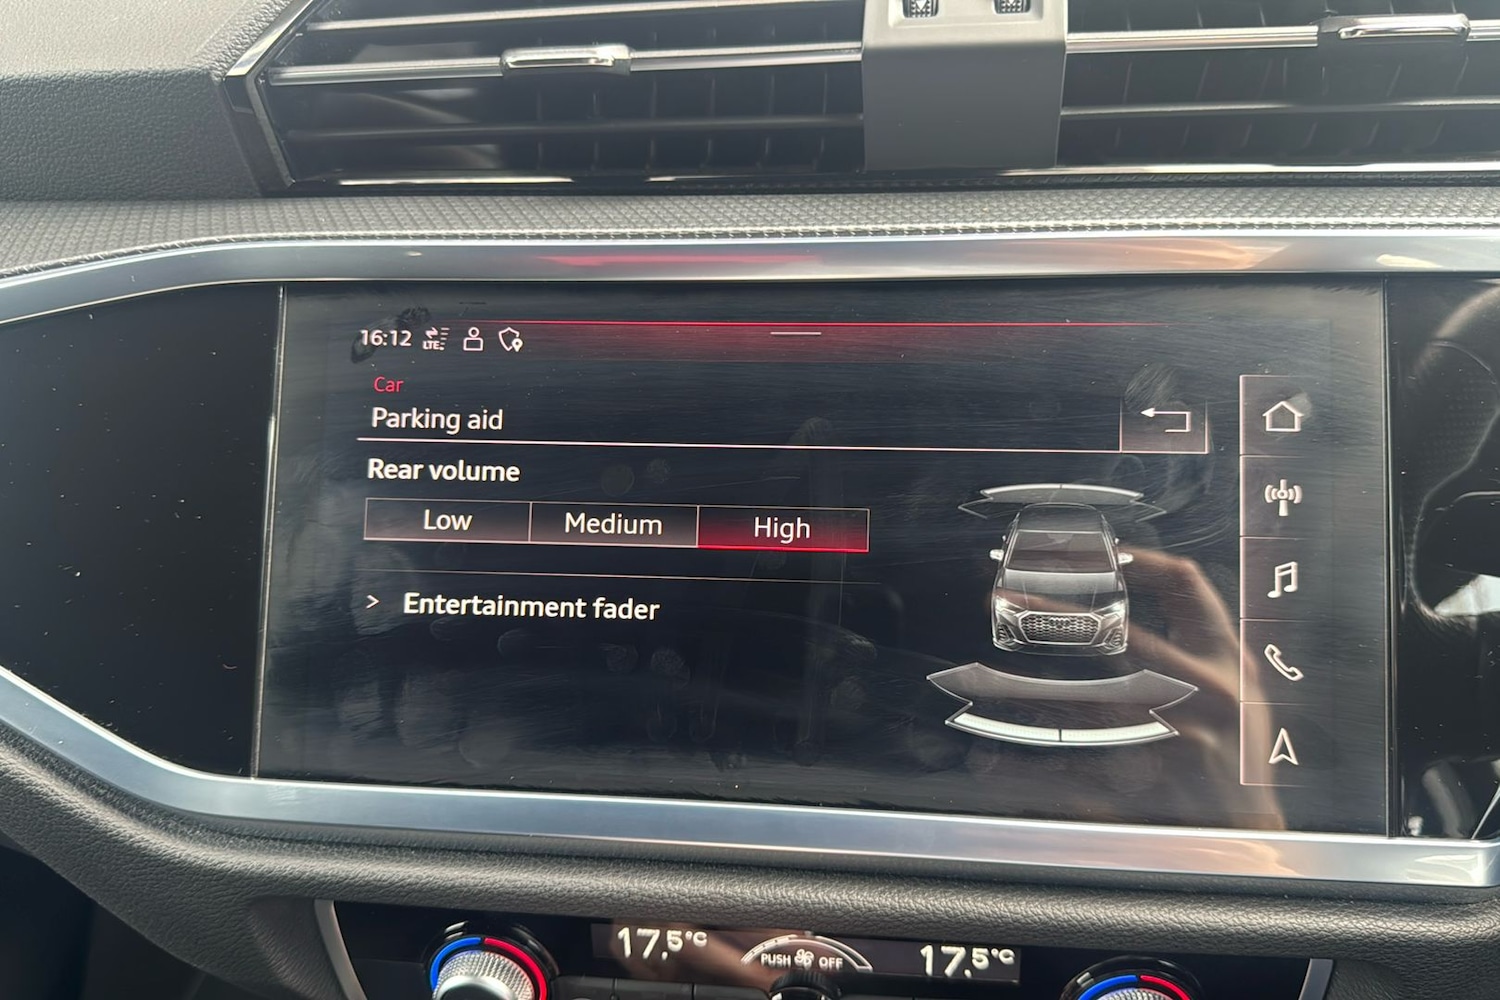 16:12 LTE
Car
Parking aid
Rear volume
Low Medium High
> Entertainment fader
17,5°C PUSH OFF 17,5°C